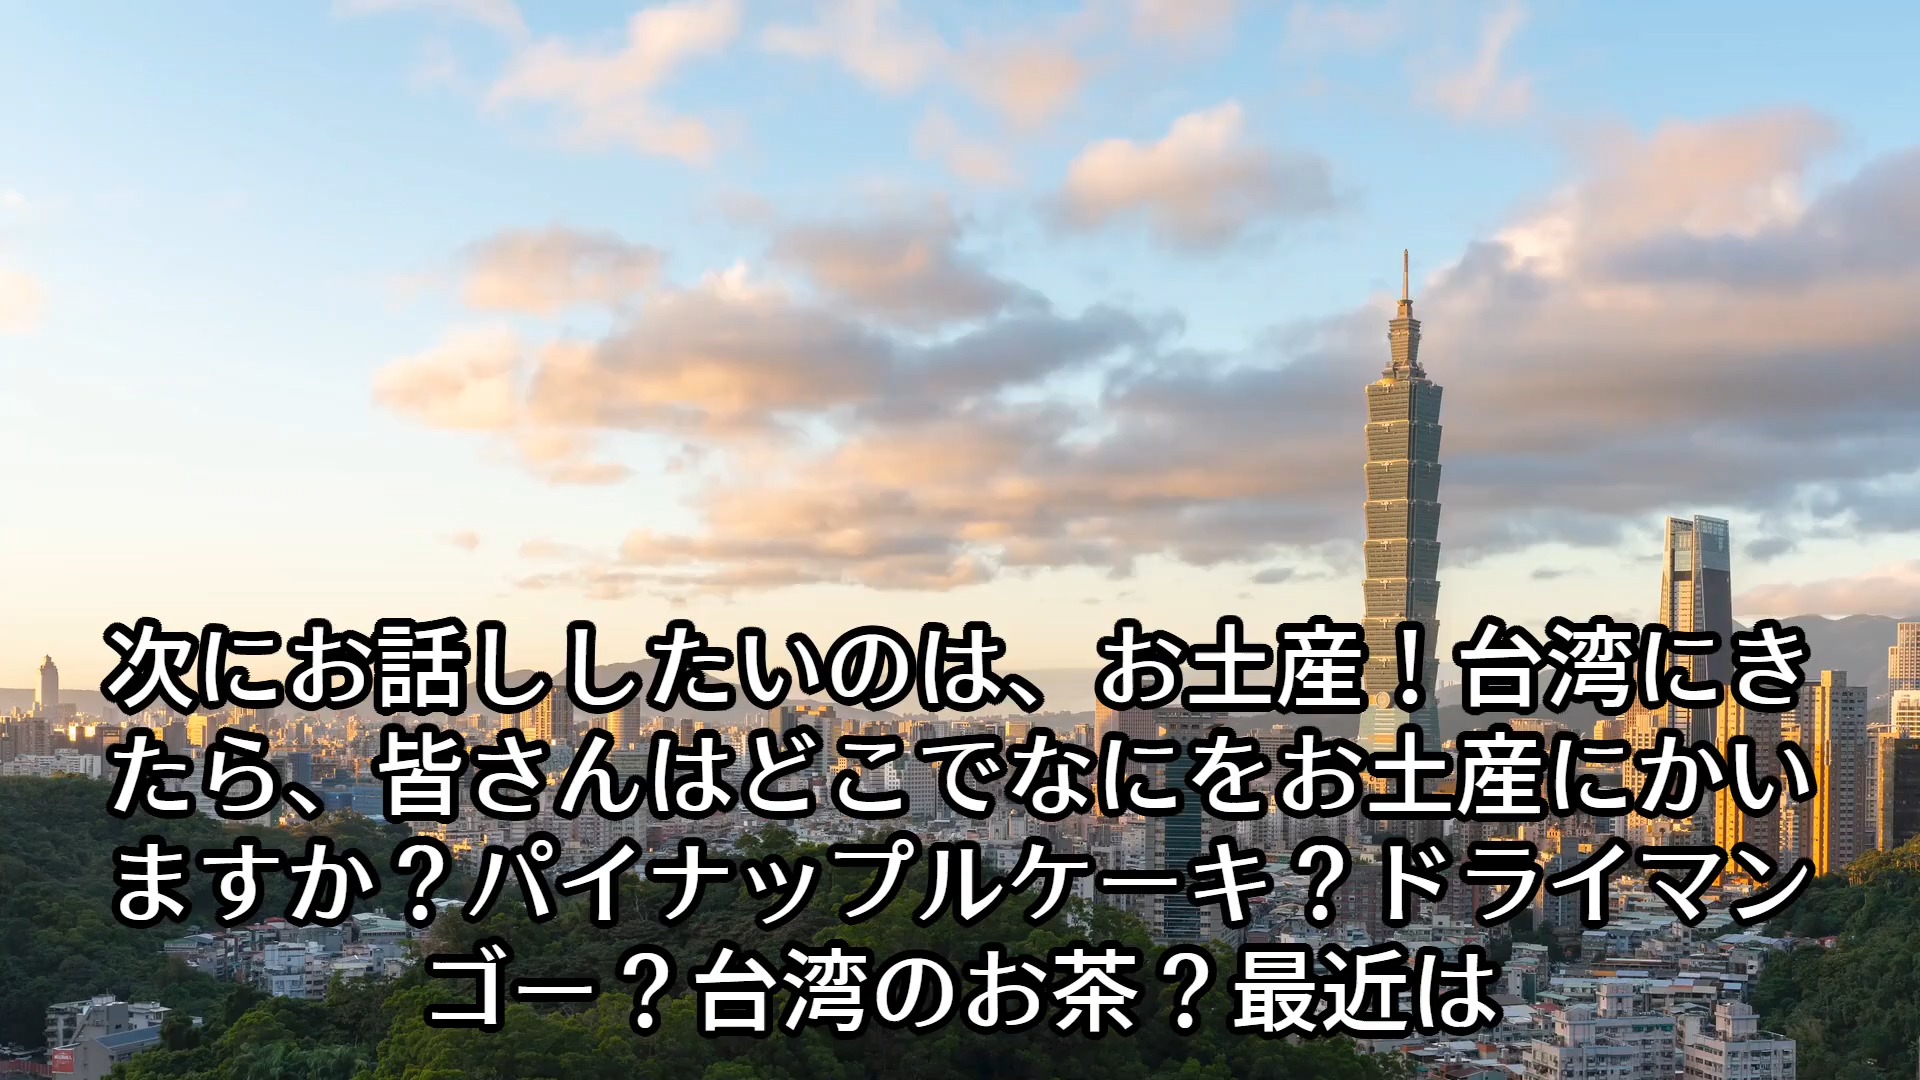 次にお話ししたいのは、お土産！台湾にき
たら、皆さんはどこでなにをお土産にかい
ますか？パイナップルケーキ？ドライマン
ゴー？台湾のお茶？最近は